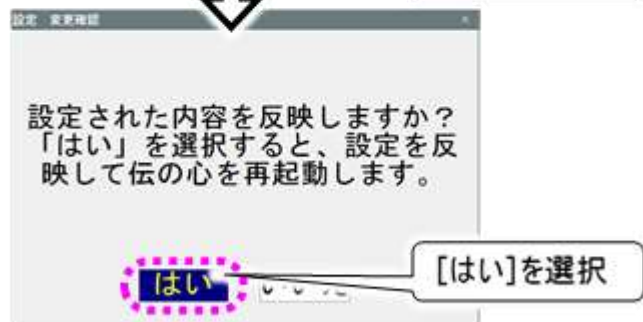 設定 変更確認
設定された内容を反映しますか？
「はい」を選択すると、設定を反
映して伝の心を再起動します。
はい
[はい]を選択